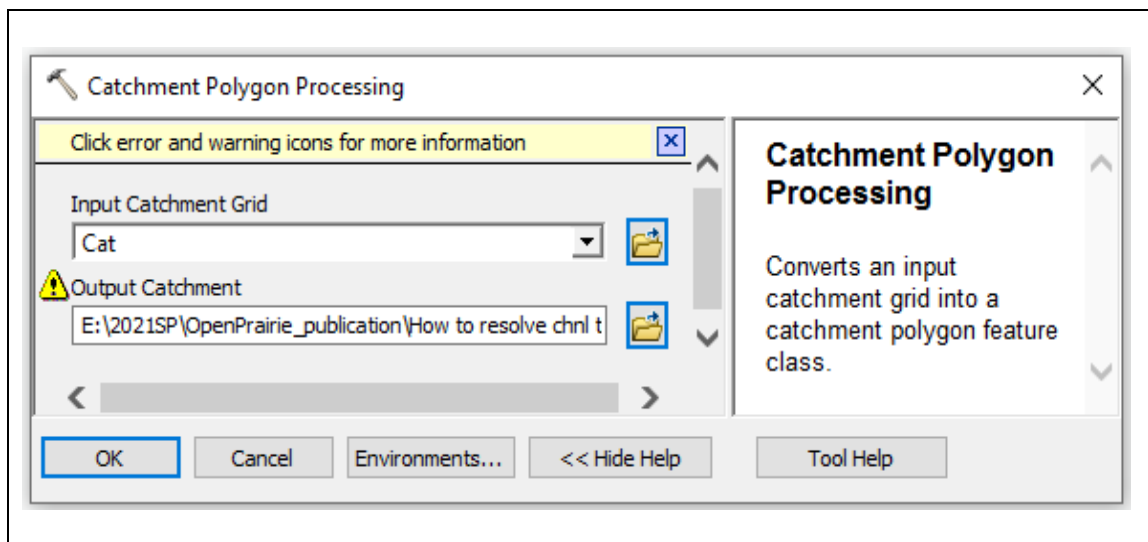 Catchment Polygon Processing
Click error and warning icons for more information
Input Catchment Grid
Cat
Output Catchment
E:\2021SP\OpenPrairie_publication\How to resolve chnl t
Catchment Polygon
Processing
Converts an input
catchment grid into a
catchment polygon feature
class.
OK
Cancel
Environments...
<< Hide Help
Tool Help